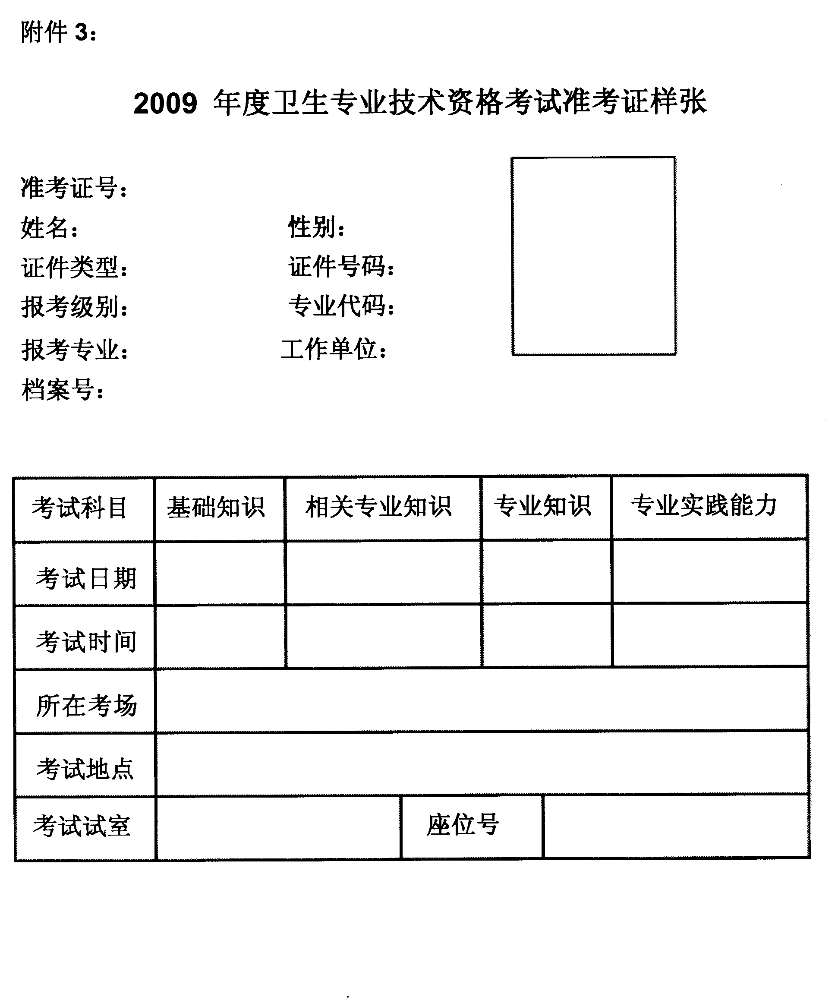 附件 3：
2009 年度卫生专业技术资格考试准考证样张
准考证号：
姓名： 性别：
证件类型： 证件号码：
报考级别： 专业代码：
报考专业： 工作单位：
档案号：
考试科目 基础知识 相关专业知识 专业知识 专业实践能力
考试日期
考试时间
所在考场
考试地点
考试试室 座位号